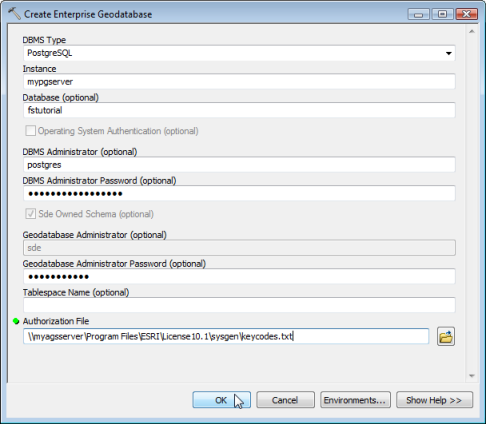 Create Enterprise Geodatabase
DBMS Type
PostgreSQL
Instance
mypgserver
Database (optional)
fstutorial
Operating System Authentication (optional)
DBMS Administrator (optional)
postgres
DBMS Administrator Password (optional)
●●●●●●●●●●●●●●●●●
Sde Owned Schema (optional)
Geodatabase Administrator (optional)
sde
Geodatabase Administrator Password (optional)
●●●●●●●●●●●
Tablespace Name (optional)
Authorization File
\\myagsserver\Program Files\ESRI\License10.1\sysgen\keycodes.txt
OK Cancel Environments... Show Help >>